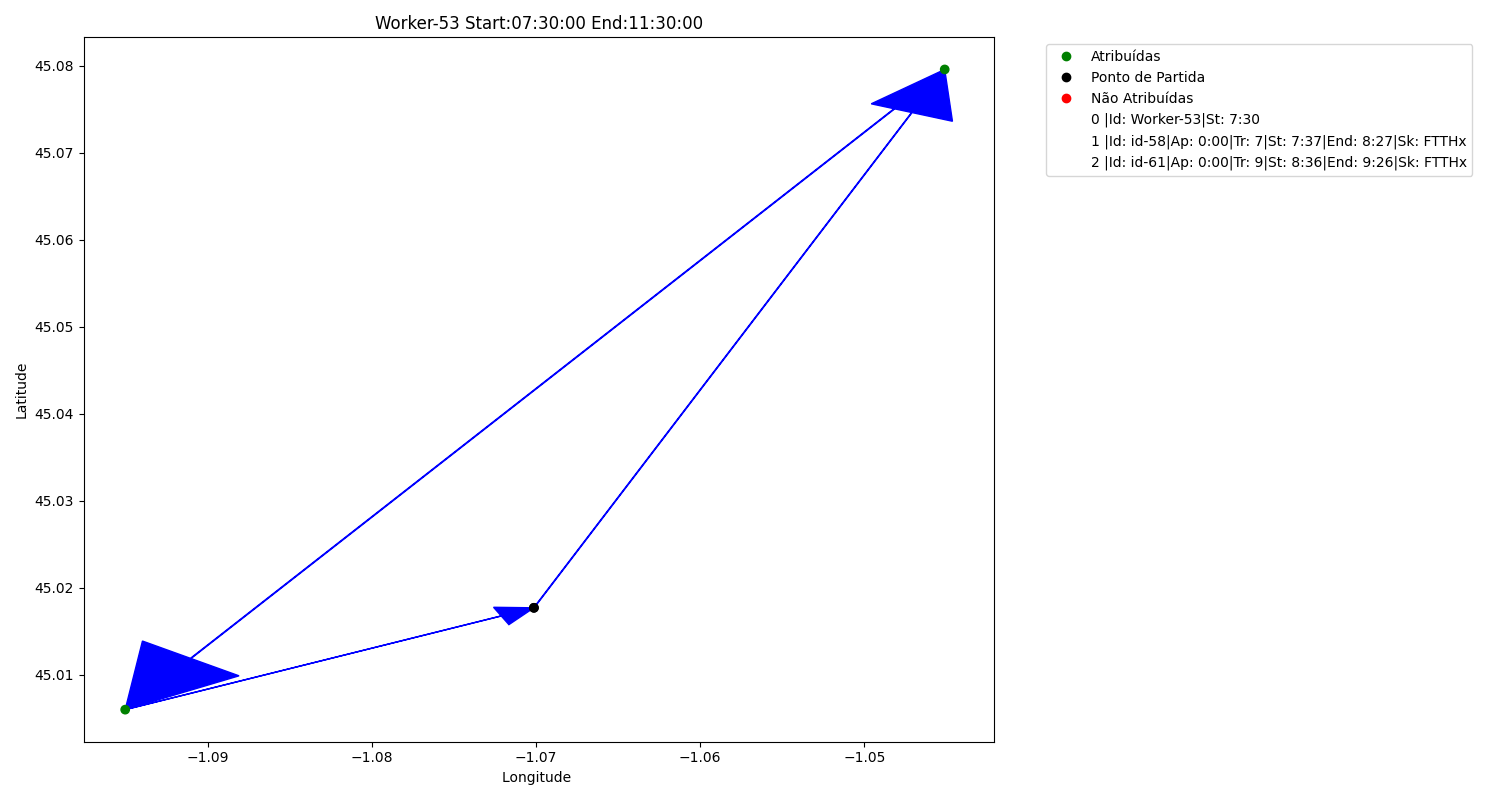 Worker-53 Start:07:30:00 End:11:30:00
45.08
45.07
45.06
45.05
45.04
45.03
45.02
45.01
Latitude
−1.09
−1.08
−1.07
−1.06
−1.05
Longitude
Atribuídas
Ponto de Partida
Não Atribuídas
0 |Id: Worker-53|St: 7:30
1 |Id: id-58|Ap: 0:00|Tr: 7|St: 7:37|End: 8:27|Sk: FTTHx
2 |Id: id-61|Ap: 0:00|Tr: 9|St: 8:36|End: 9:26|Sk: FTTHx